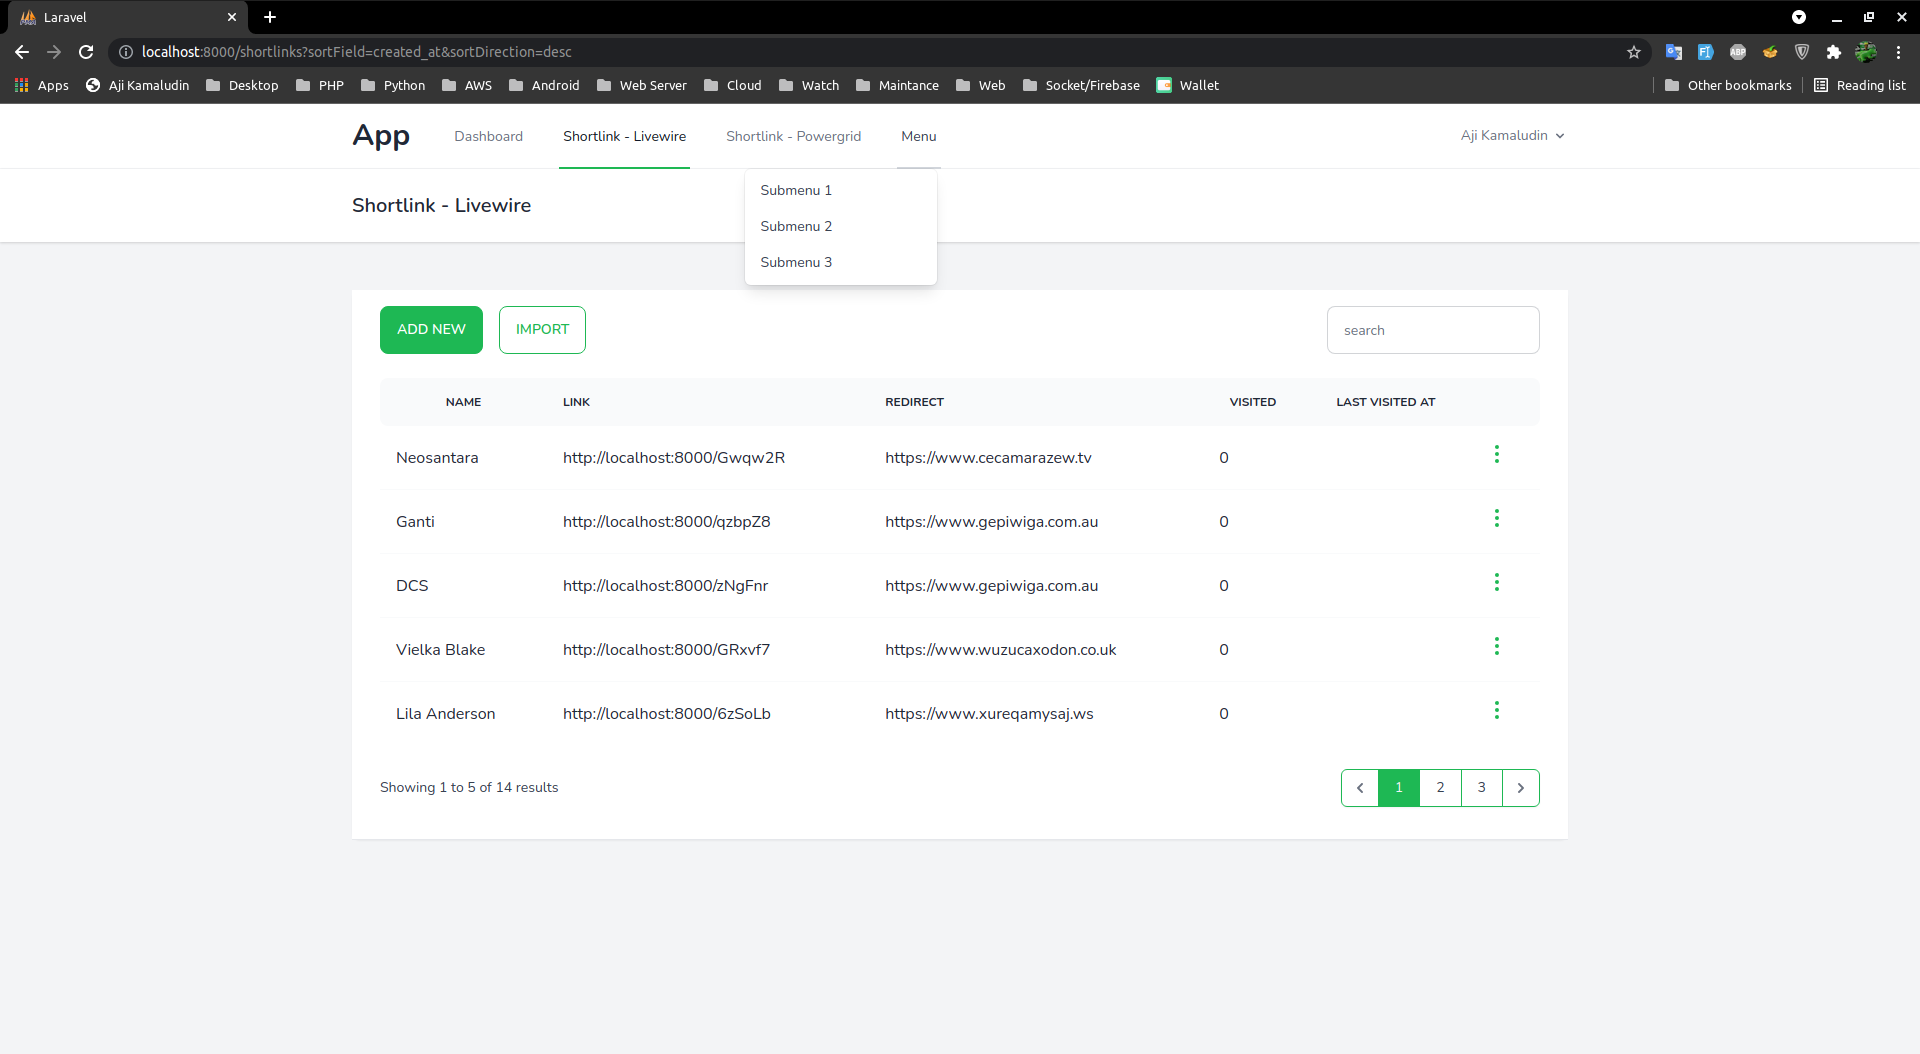 Laravel
localhost:8000/shortlinks?sortField=created_at&sortDirection=desc
Apps Aji Kamaludin Desktop PHP Python AWS Android Web Server Cloud Watch Maintance Web Socket/Firebase Wallet Other bookmarks Reading list
App Dashboard Shortlink - Livewire Shortlink - Powergrid Menu Aji Kamaludin
Submenu 1
Shortlink - Livewire
Submenu 2
Submenu 3
ADD NEW IMPORT search
NAME LINK REDIRECT VISITED LAST VISITED AT
Neosantara http://localhost:8000/Gwqw2R https://www.cecamarazew.tv 0
Ganti http://localhost:8000/qzbpZ8 https://www.gepiwiga.com.au 0
DCS http://localhost:8000/zNgFnr https://www.gepiwiga.com.au 0
Vielka Blake http://localhost:8000/GRxvf7 https://www.wuzucaxodon.co.uk 0
Lila Anderson http://localhost:8000/6zSoLb https://www.xureqamysaj.ws 0
Showing 1 to 5 of 14 results 1 2 3